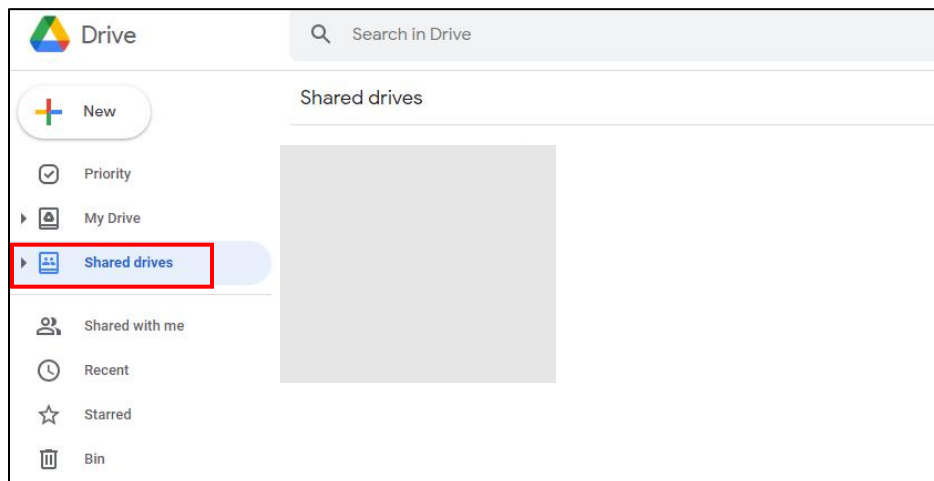 Drive
Search in Drive
New
Shared drives
Priority
My Drive
Shared drives
Shared with me
Recent
Starred
Bin